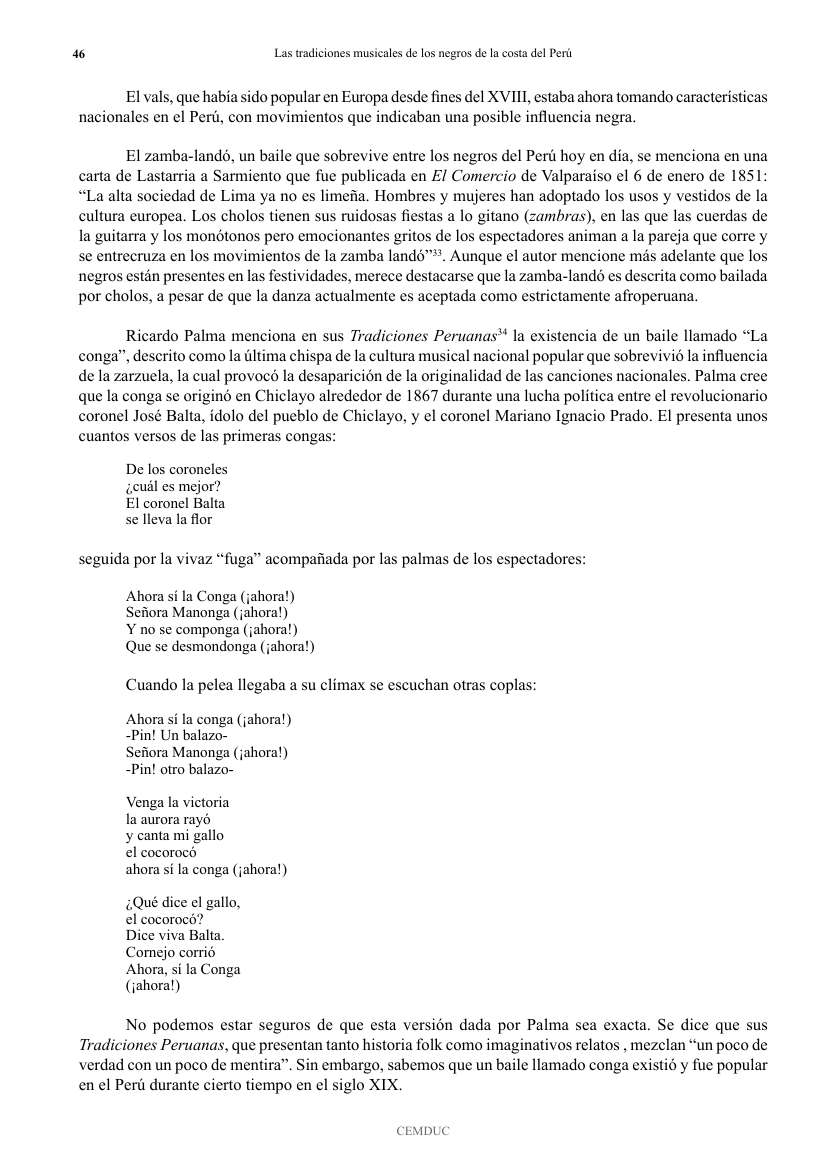 46
Las tradiciones musicales de los negros de la costa del Perú
El vals, que había sido popular en Europa desde fines del XVIII, estaba ahora tomando características
nacionales en el Perú, con movimientos que indicaban una posible influencia negra.
El zamba-landó, un baile que sobrevive entre los negros del Perú hoy en día, se menciona en una
carta de Lastarria a Sarmiento que fue publicada en El Comercio de Valparaíso el 6 de enero de 1851:
“La alta sociedad de Lima ya no es limeña. Hombres y mujeres han adoptado los usos y vestidos de la
cultura europea. Los cholos tienen sus ruidosas fiestas a lo gitano (zambras), en las que las cuerdas de
la guitarra y los monótonos pero emocionantes gritos de los espectadores animan a la pareja que corre y
se entrecruza en los movimientos de la zamba landó”33. Aunque el autor mencione más adelante que los
negros están presentes en las festividades, merece destacarse que la zamba-landó es descrita como bailada
por cholos, a pesar de que la danza actualmente es aceptada como estrictamente afroperuana.
Ricardo Palma menciona en sus Tradiciones Peruanas34 la existencia de un baile llamado “La
conga”, descrito como la última chispa de la cultura musical nacional popular que sobrevivió la influencia
de la zarzuela, la cual provocó la desaparición de la originalidad de las canciones nacionales. Palma cree
que la conga se originó en Chiclayo alrededor de 1867 durante una lucha política entre el revolucionario
coronel José Balta, ídolo del pueblo de Chiclayo, y el coronel Mariano Ignacio Prado. El presenta unos
cuantos versos de las primeras congas:
De los coroneles
¿cuál es mejor?
El coronel Balta
se lleva la flor
seguida por la vivaz “fuga” acompañada por las palmas de los espectadores:
Ahora sí la Conga (¡ahora!)
Señora Manonga (¡ahora!)
Y no se componga (¡ahora!)
Que se desmondonga (¡ahora!)
Cuando la pelea llegaba a su clímax se escuchan otras coplas:
Ahora sí la conga (¡ahora!)
-Pin! Un balazo-
Señora Manonga (¡ahora!)
-Pin! otro balazo-
Venga la victoria
la aurora rayó
y canta mi gallo
el cocorocó
ahora sí la conga (¡ahora!)
¿Qué dice el gallo,
el cocorocó?
Dice viva Balta.
Cornejo corrió
Ahora, sí la Conga
(¡ahora!)
No podemos estar seguros de que esta versión dada por Palma sea exacta. Se dice que sus
Tradiciones Peruanas, que presentan tanto historia folk como imaginativos relatos , mezclan “un poco de
verdad con un poco de mentira”. Sin embargo, sabemos que un baile llamado conga existió y fue popular
en el Perú durante cierto tiempo en el siglo XIX.
CEMDUC